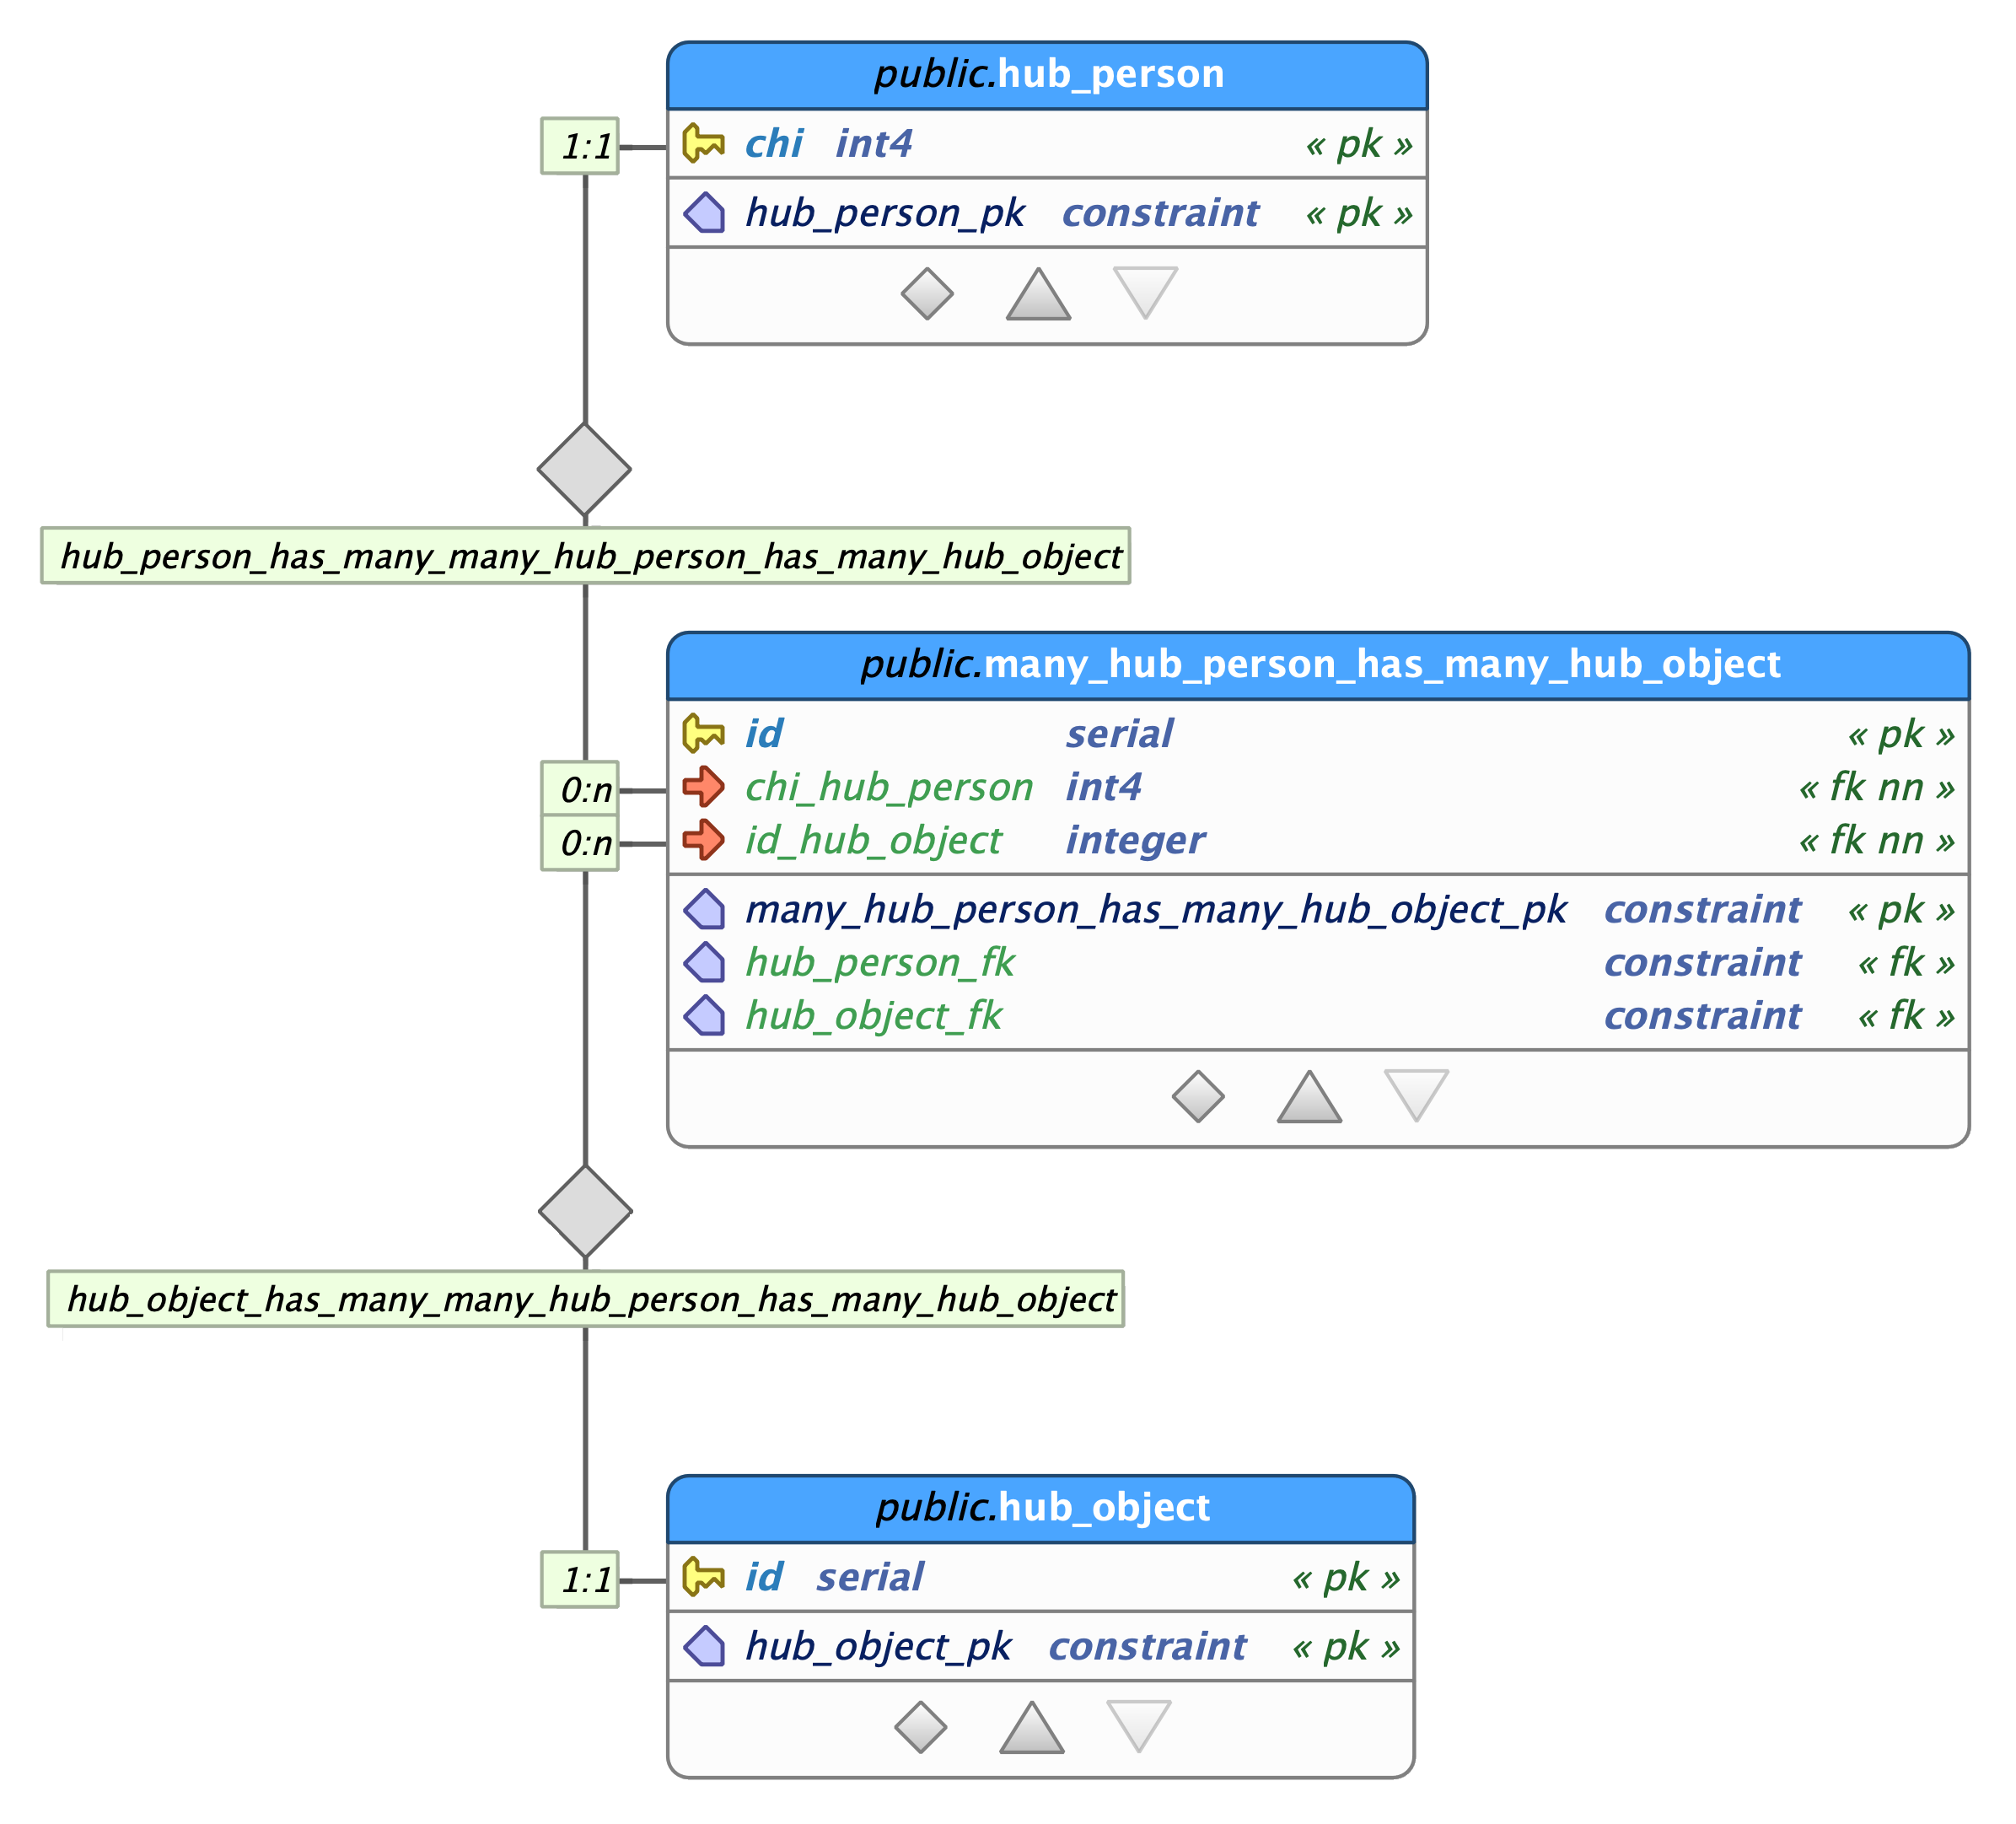 public.hub_person
1:1
chi int4 « pk »
hub_person_pk constraint « pk »
hub_person_has_many_many_hub_person_has_many_hub_object
public.many_hub_person_has_many_hub_object
id serial « pk »
0:n
chi_hub_person int4 « fk nn »
0:n
id_hub_object integer « fk nn »
many_hub_person_has_many_hub_object_pk constraint « pk »
hub_person_fk constraint « fk »
hub_object_fk constraint « fk »
hub_object_has_many_many_hub_person_has_many_hub_object
public.hub_object
1:1
id serial « pk »
hub_object_pk constraint « pk »